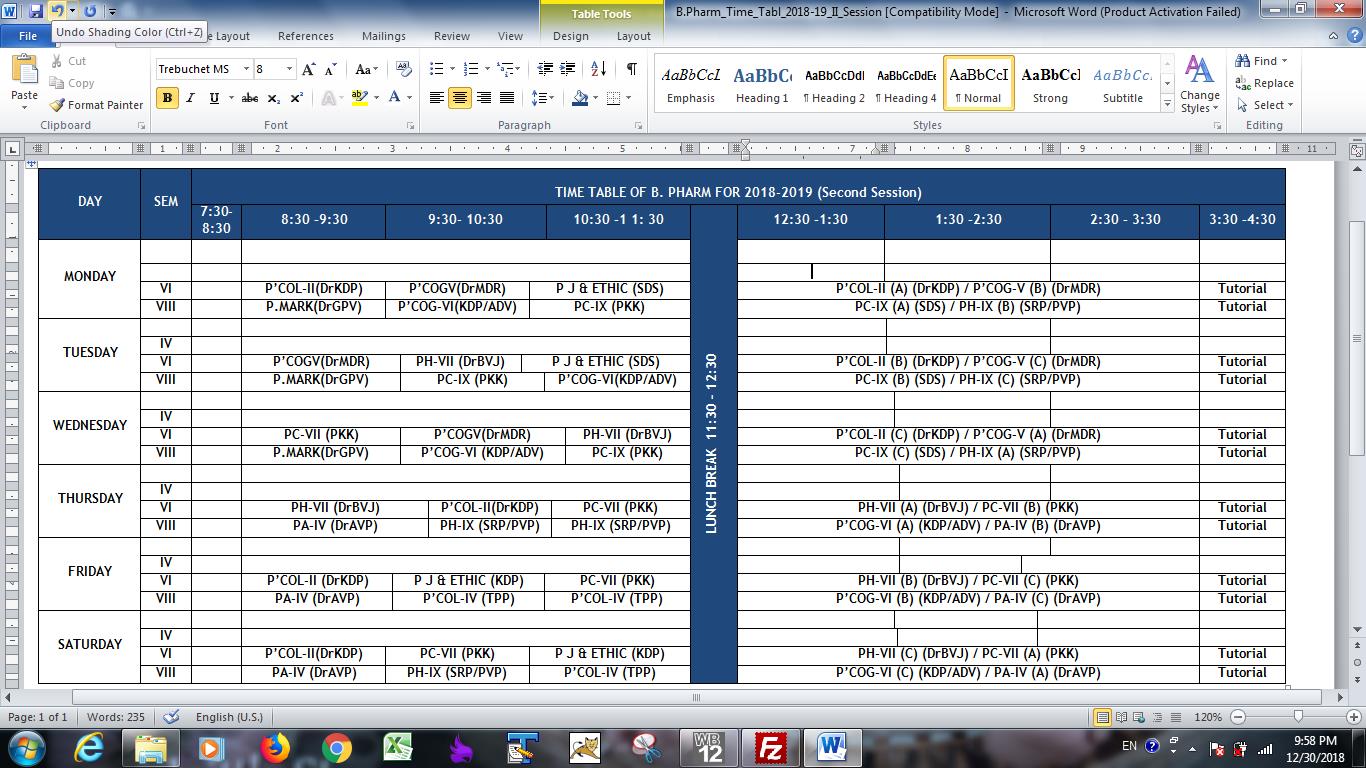 B.Pharm_Time_Tabl_2018-19_II_Session [Compatibility Mode] - Microsoft Word (Product Activation Failed)
Table Tools
File
Undo Shading Color (Ctrl+Z)
Layout References Mailings Review View Design Layout
Paste
Cut
Copy
Format Painter
Clipboard
Trebuchet MS 8
Font
Paragraph
AaBbCcL AaBbCc AaBbCcDdI AaBbCcDdEe AaBbCcI AaBbCcI AaBbCcI
Emphasis Heading 1 ¶ Heading 2 ¶ Heading 4 ¶ Normal Strong Subtitle
Styles
Change Styles
Find
Replace
Select
Editing
1 2 3 4 5 7 8 9 11
DAY SEM TIME TABLE OF B. PHARM FOR 2018-2019 (Second Session)
7:30-8:30 8:30 -9:30 9:30- 10:30 10:30 -1 1: 30 12:30 -1:30 1:30 -2:30 2:30 - 3:30 3:30 -4:30
LUNCH BREAK 11:30 - 12:30
MONDAY
VI P'COL-II(DrKDP) P'COGV(DrMDR) P J & ETHIC (SDS) P'COL-II (A) (DrKDP) / P'COG-V (B) (DrMDR) Tutorial
VIII P.MARK(DrGPV) P'COG-VI(KDP/ADV) PC-IX (PKK) PC-IX (A) (SDS) / PH-IX (B) (SRP/PVP) Tutorial
TUESDAY
IV
VI P'COGV(DrMDR) PH-VII (DrBVJ) P J & ETHIC (SDS) P'COL-II (B) (DrKDP) / P'COG-V (C) (DrMDR) Tutorial
VIII P.MARK(DrGPV) PC-IX (PKK) P'COG-VI(KDP/ADV) PC-IX (B) (SDS) / PH-IX (C) (SRP/PVP) Tutorial
WEDNESDAY
IV
VI PC-VII (PKK) P'COGV(DrMDR) PH-VII (DrBVJ) P'COL-II (C) (DrKDP) / P'COG-V (A) (DrMDR) Tutorial
VIII P.MARK(DrGPV) P'COG-VI (KDP/ADV) PC-IX (PKK) PC-IX (C) (SDS) / PH-IX (A) (SRP/PVP) Tutorial
THURSDAY
IV
VI PH-VII (DrBVJ) P'COL-II(DrKDP) PC-VII (PKK) PH-VII (A) (DrBVJ) / PC-VII (B) (PKK) Tutorial
VIII PA-IV (DrAVP) PH-IX (SRP/PVP) PH-IX (SRP/PVP) P'COG-VI (A) (KDP/ADV) / PA-IV (B) (DrAVP) Tutorial
FRIDAY
IV
VI P'COL-II (DrKDP) P J & ETHIC (KDP) PC-VII (PKK) PH-VII (B) (DrBVJ) / PC-VII (C) (PKK) Tutorial
VIII PA-IV (DrAVP) P'COL-IV (TPP) P'COL-IV (TPP) P'COG-VI (B) (KDP/ADV) / PA-IV (C) (DrAVP) Tutorial
SATURDAY
IV
VI P'COL-II(DrKDP) PC-VII (PKK) P J & ETHIC (KDP) PH-VII (C) (DrBVJ) / PC-VII (A) (PKK) Tutorial
VIII PA-IV (DrAVP) PH-IX (SRP/PVP) P'COL-IV (TPP) P'COG-VI (C) (KDP/ADV) / PA-IV (A) (DrAVP) Tutorial
Page: 1 of 1 Words: 235 English (U.S.) 120%
WB 12
EN
9:58 PM
12/30/2018